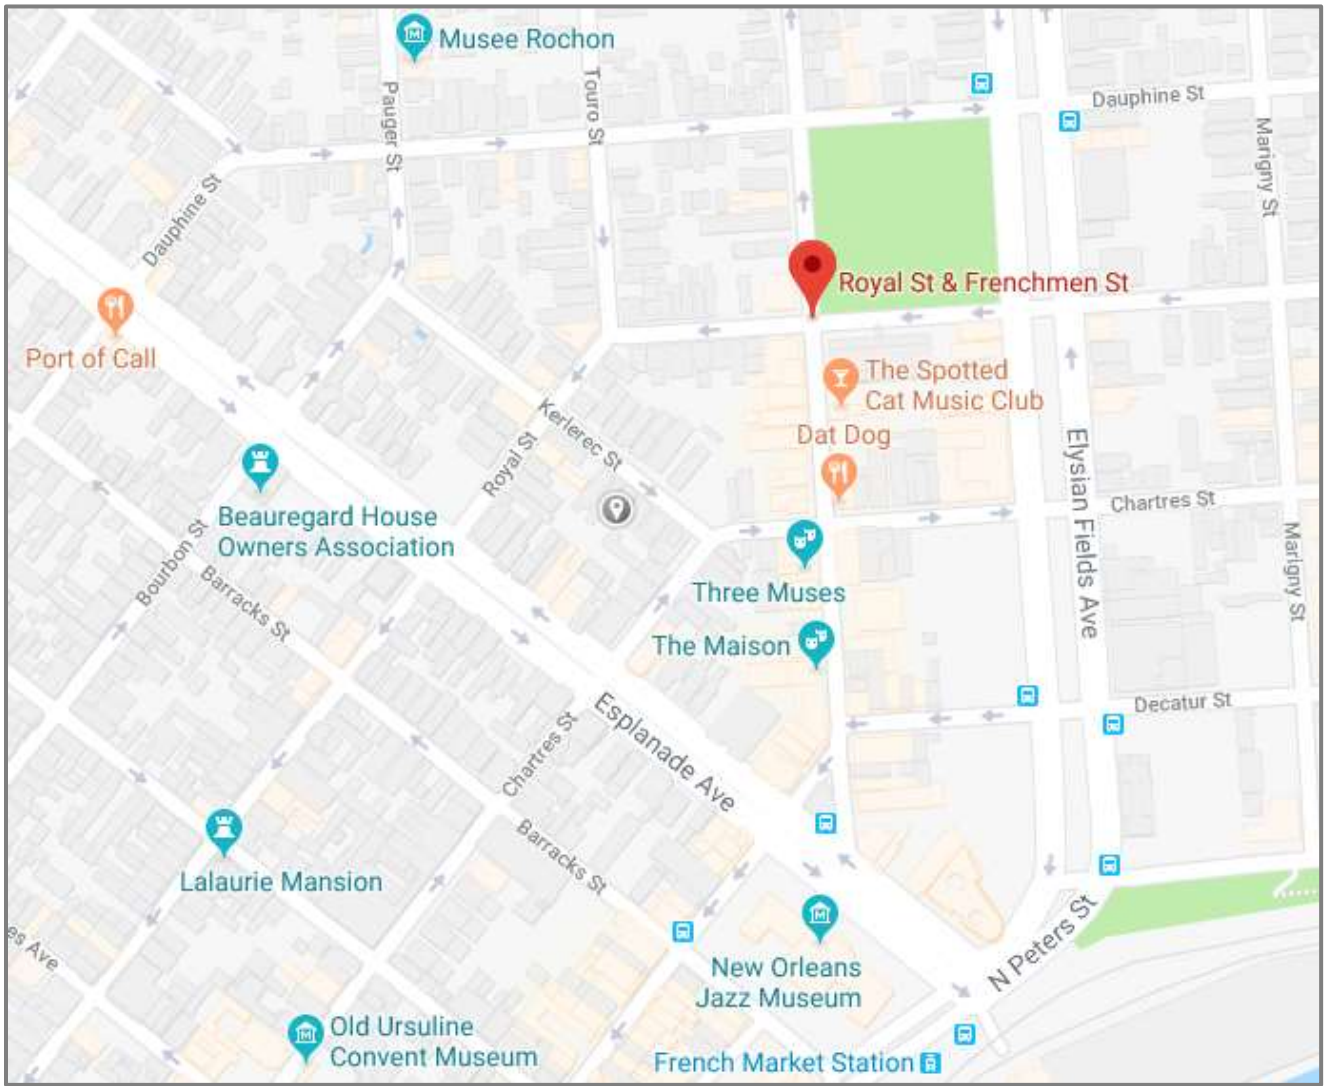 Musee Rochon
Pauger St
Touro St
Dauphine St
Marigny St
Dauphine St
Royal St & Frenchmen St
Port of Call
The Spotted
Cat Music Club
Dat Dog
Kerlerec St
Royal St
Elysian Fields Ave
Chartres St
Beauregard House
Owners Association
Bourbon St
Barracks St
Three Muses
Marigny St
The Maison
Esplanade Ave
Decatur St
Chartres St
Barracks St
Lalaurie Mansion
es Ave
N Peters St
New Orleans
Jazz Museum
Old Ursuline
Convent Museum
French Market Station